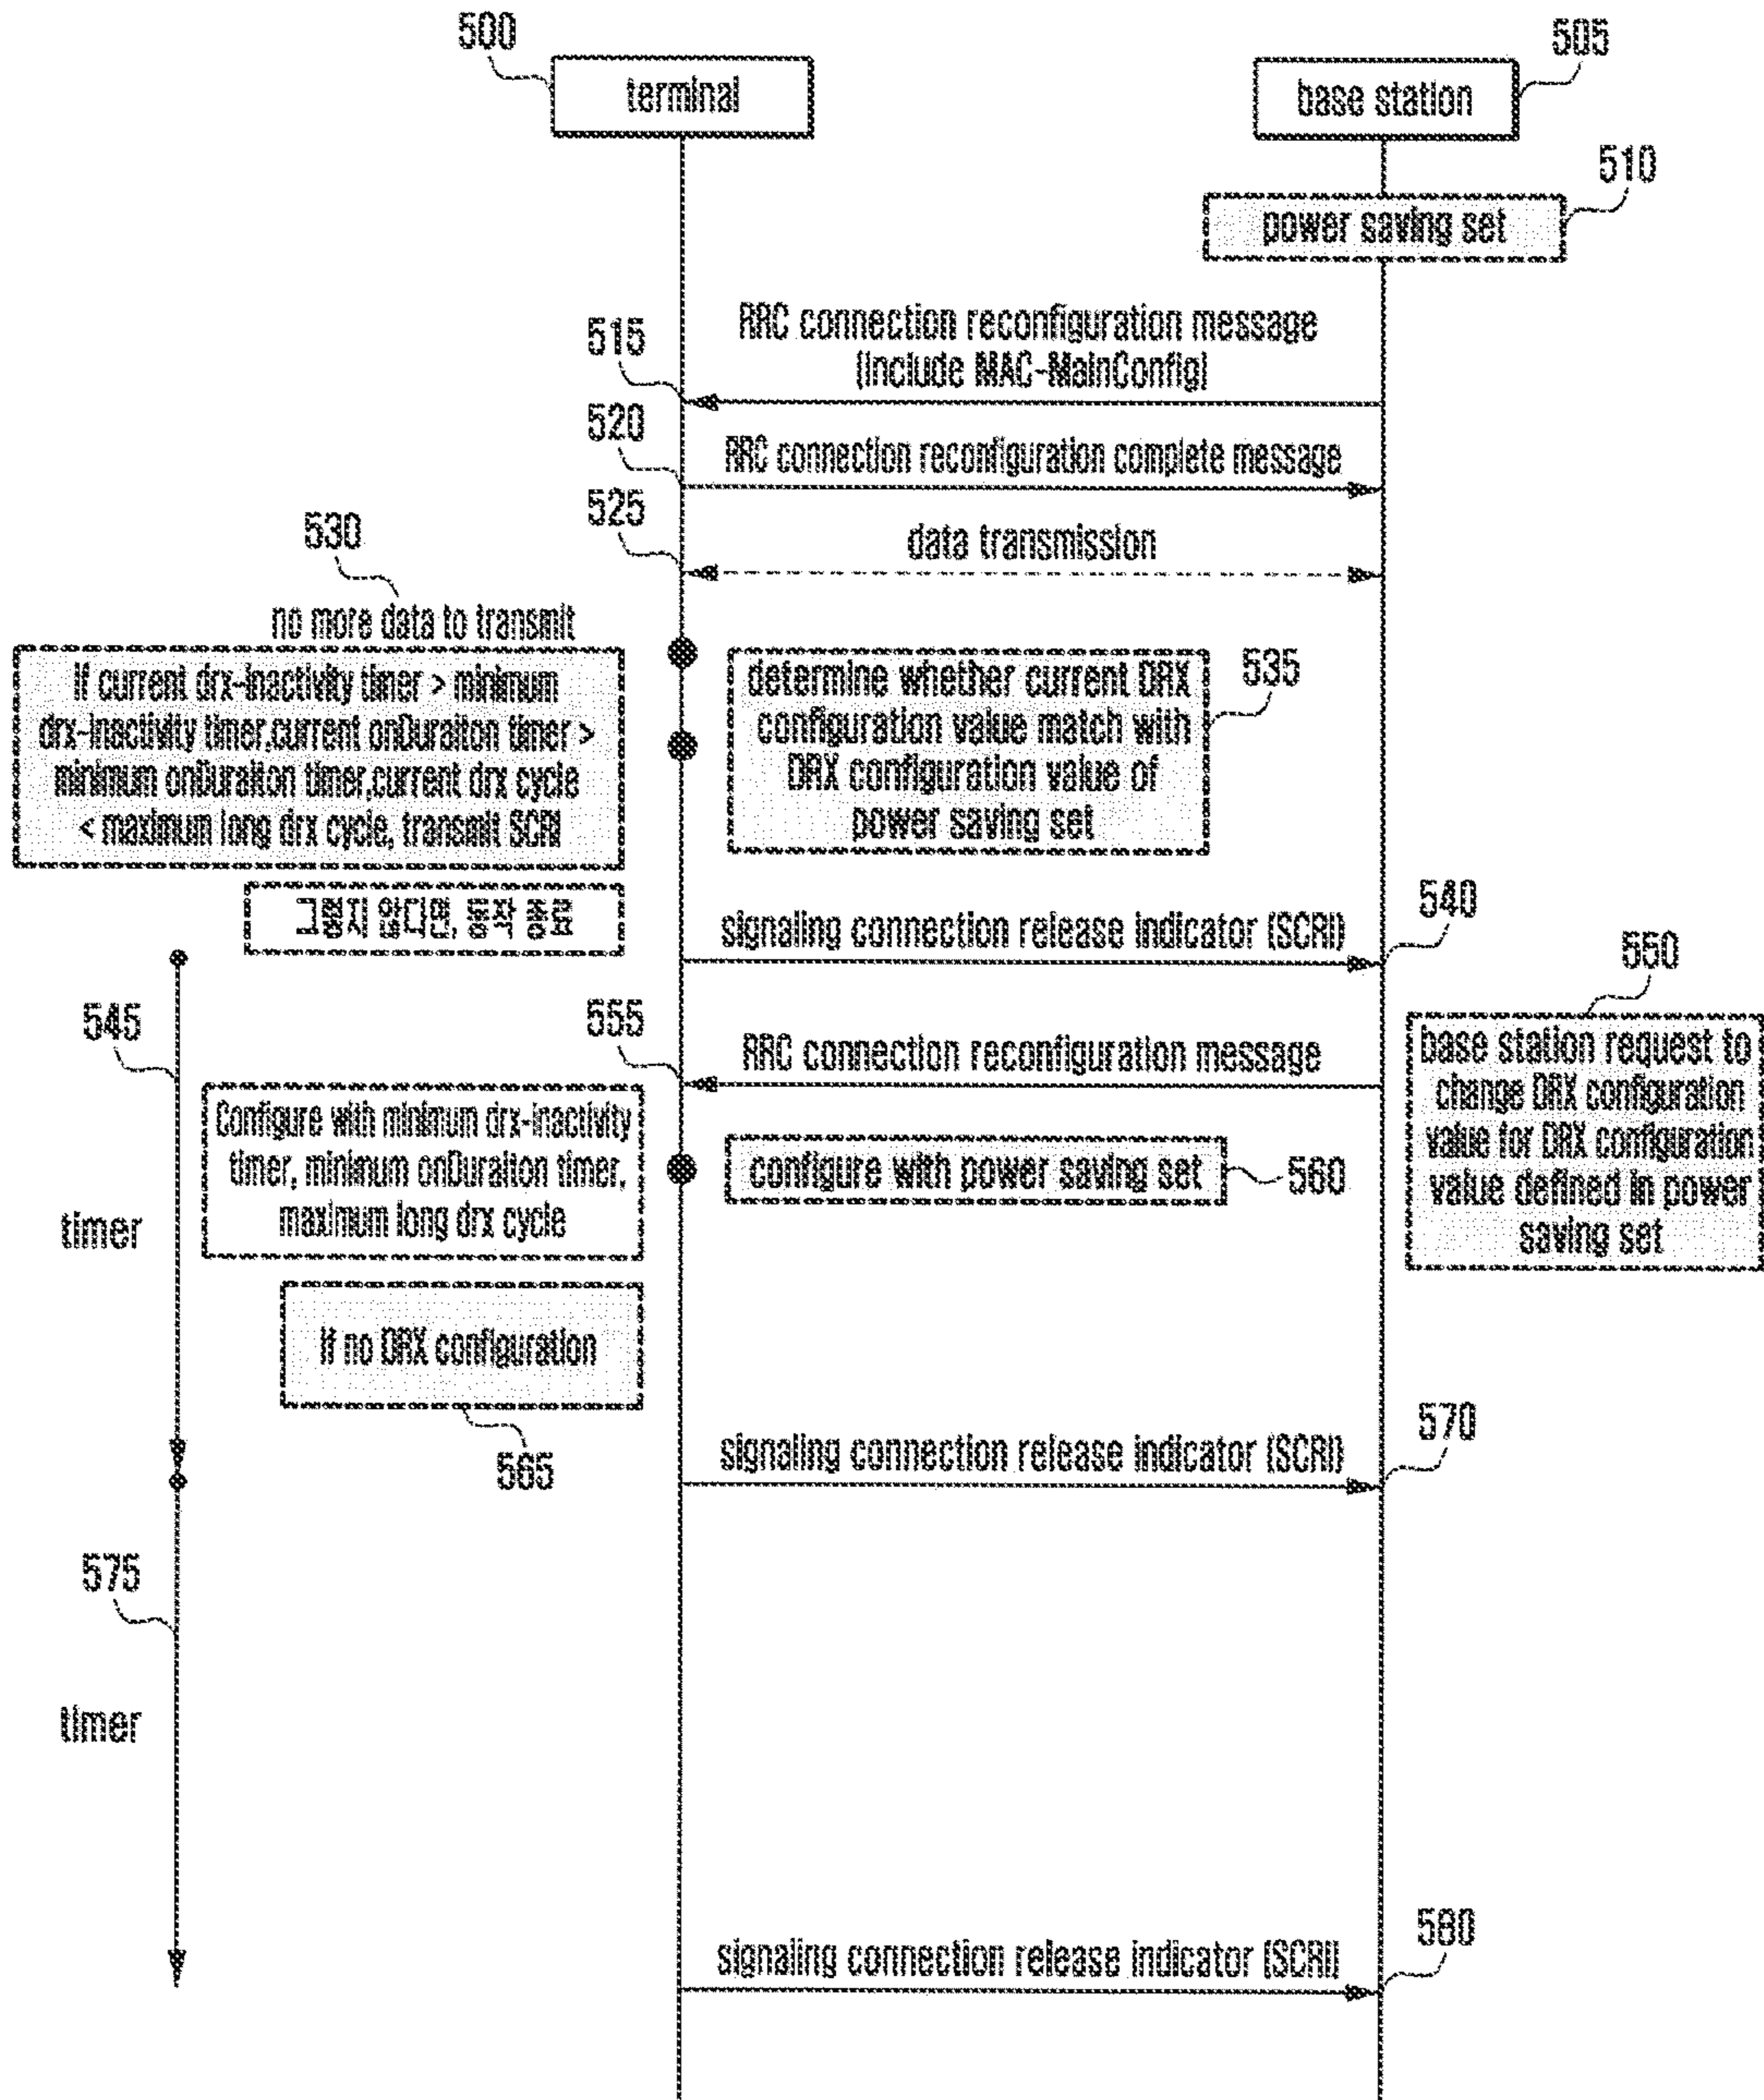 500
505
terminal
base station
510
power saving set
RRC connection reconfiguration message
(include MAC-MainConfig)
515
520
RRC connection reconfiguration complete message
525
data transmission
530
no more data to transmit
If current drx-inactivity timer > minimum
drx-inactivity timer,current onDuraiton timer >
minimum onDuraiton timer,current drx cycle
< maximum long drx cycle, transmit SCRI
determine whether current DRX
configuration value match with
DRX configuration value of
power saving set
535
그렇지 않다면, 동작 종료
signaling connection release indicator (SCRI)
540
545
timer
550
base station request to
change DRX configuration
value for DRX configuration
value defined in power
saving set
555
RRC connection reconfiguration message
Configure with minimum drx-inactivity
timer, minimum onDuraiton timer,
maximum long drx cycle
configure with power saving set
560
If no DRX configuration
565
signaling connection release indicator (SCRI)
570
575
timer
signaling connection release indicator (SCRI)
580